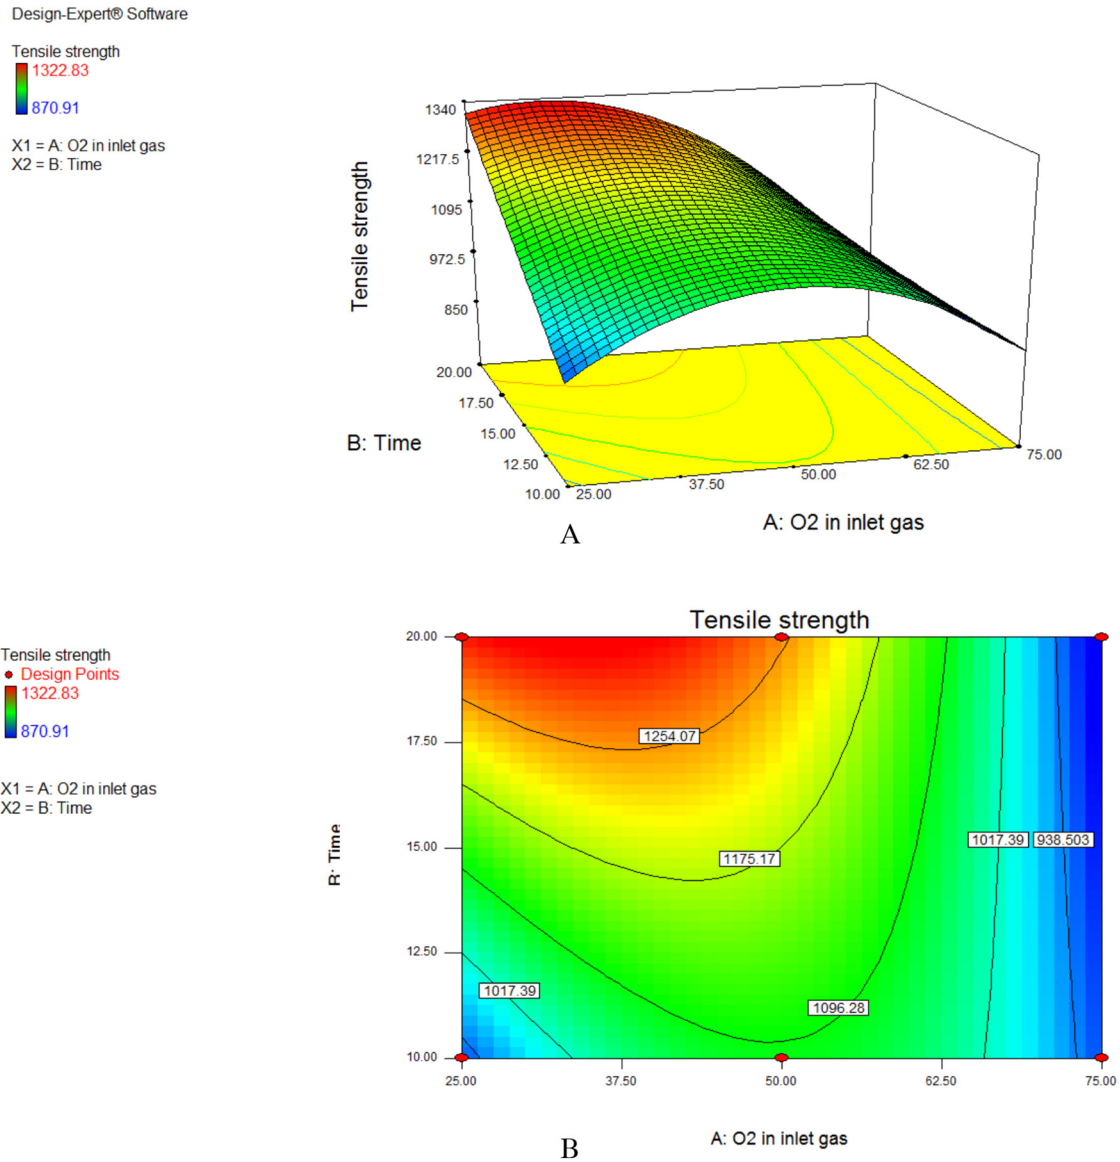 Design-Expert® Software
Tensile strength
1322.83
870.91
X1 = A: O2 in inlet gas
X2 = B: Time
1340
1217.5
1095
972.5
850
Tensile strength
20.00
17.50
15.00
12.50
10.00
B: Time
25.00
37.50
50.00
62.50
75.00
A: O2 in inlet gas
A
Tensile strength
Tensile strength
Design Points
1322.83
870.91
X1 = A: O2 in inlet gas
X2 = B: Time
20.00
17.50
15.00
12.50
10.00
B: Time
1254.07
1175.17
1017.39
938.503
1017.39
1096.28
25.00
37.50
50.00
62.50
75.00
A: O2 in inlet gas
B